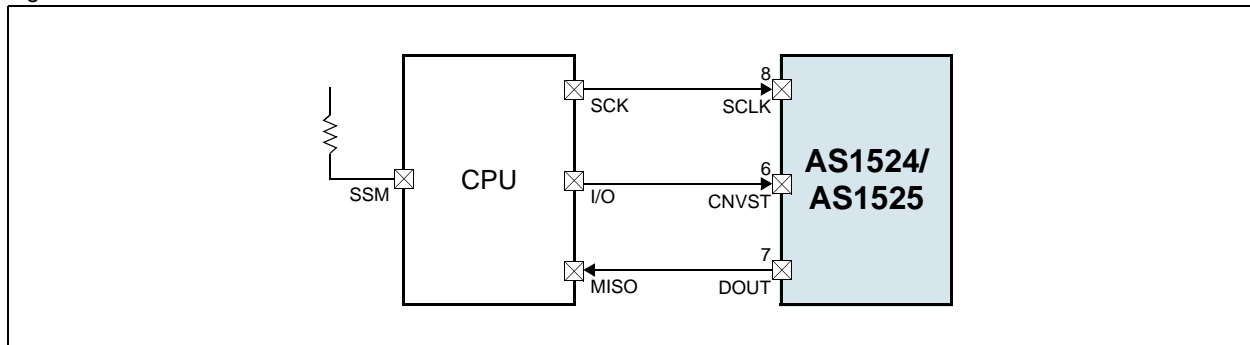 8
SCK
SCLK
CPU
AS1524/
AS1525
6
SSM
I/O
CNVST
7
MISO
DOUT